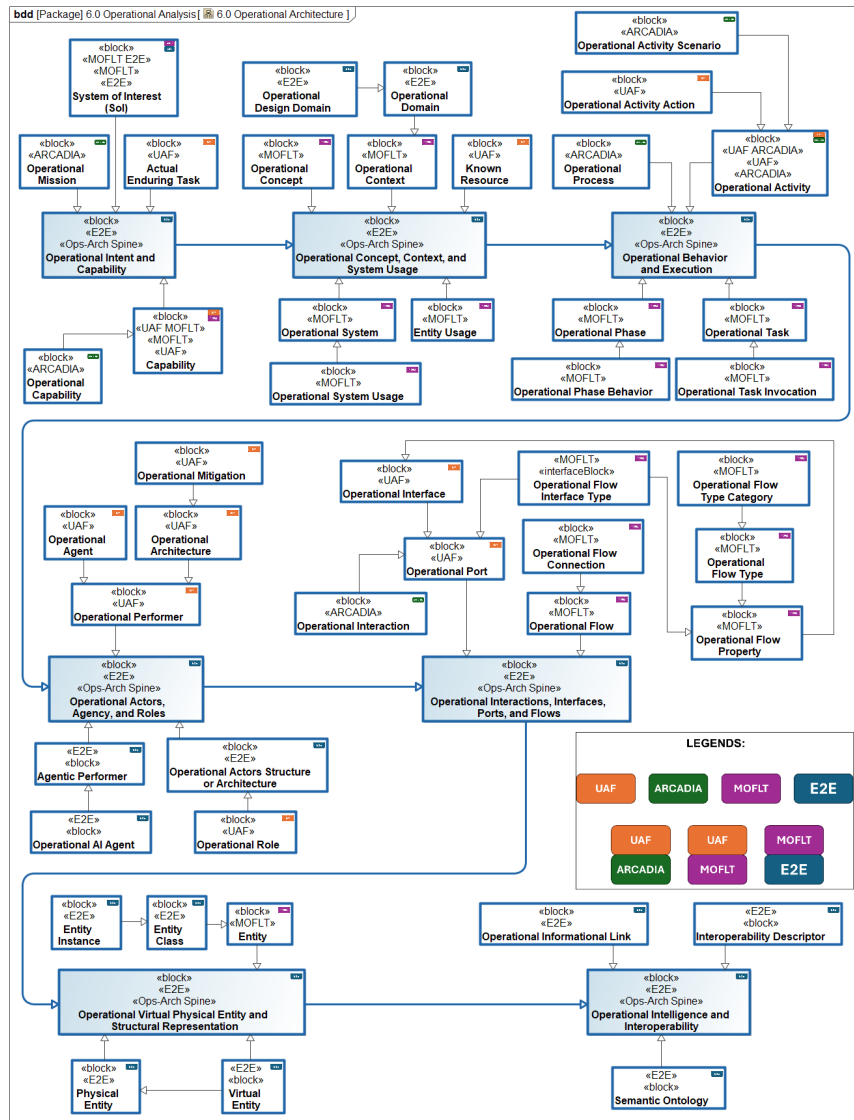 bdd [Package] 6.0 Operational Analysis[ 6.0 Operational Architecture ]
«block»
«MOFLT E2E»
«MOFLT»
«E2E»
System of Interest
(SoI)
«block»
«E2E»
Operational
Design Domain
«block»
«E2E»
Operational
Domain
«block»
«ARCADIA»
Operational Activity Scenario
«block»
«UAF»
Operational Activity Action
«block»
«ARCADIA»
Operational
Mission
«block»
«UAF»
Actual
Enduring Task
«block»
«MOFLT»
Operational
Concept
«block»
«MOFLT»
Operational
Context
«block»
«UAF»
Known
Resource
«block»
«ARCADIA»
Operational
Process
«block»
«UAF ARCADIA»
«UAF»
«ARCADIA»
Operational Activity
«block»
«E2E»
«Ops-Arch Spine»
Operational Intent and
Capability
«block»
«E2E»
«Ops-Arch Spine»
Operational Concept, Context, and
System Usage
«block»
«E2E»
«Ops-Arch Spine»
Operational Behavior
and Execution
«block»
«UAF MOFLT»
«MOFLT»
«UAF»
Capability
«block»
«ARCADIA»
Operational
Capability
«block»
«MOFLT»
Operational System
«block»
«MOFLT»
Entity Usage
«block»
«MOFLT»
Operational System Usage
«block»
«MOFLT»
Operational Phase
«block»
«MOFLT»
Operational Task
«block»
«MOFLT»
Operational Phase Behavior
«block»
«MOFLT»
Operational Task Invocation
«block»
«UAF»
Operational Mitigation
«block»
«UAF»
Operational
Agent
«block»
«UAF»
Operational
Architecture
«block»
«UAF»
Operational Performer
«block»
«UAF»
Operational Interface
«MOFLT»
«interfaceBlock»
Operational Flow
Interface Type
«block»
«MOFLT»
Operational Flow
Type Category
«block»
«UAF»
Operational Port
«block»
«MOFLT»
Operational Flow
Connection
«block»
«MOFLT»
Operational
Flow Type
«block»
«ARCADIA»
Operational Interaction
«block»
«MOFLT»
Operational Flow
«block»
«MOFLT»
Operational Flow
Property
«block»
«E2E»
«Ops-Arch Spine»
Operational Actors,
Agency, and Roles
«block»
«E2E»
«Ops-Arch Spine»
Operational Interactions, Interfaces,
Ports, and Flows
«E2E»
«block»
Agentic Performer
«block»
«E2E»
Operational Actors Structure
or Architecture
«E2E»
«block»
Operational AI Agent
«block»
«UAF»
Operational Role
LEGENDS:
UAF
ARCADIA
MOFLT
E2E
UAF
ARCADIA
UAF
MOFLT
MOFLT
E2E
«block»
«E2E»
Entity
Instance
«block»
«E2E»
Entity
Class
«block»
«MOFLT»
Entity
«block»
«E2E»
Operational Informational Link
«E2E»
«block»
Interoperability Descriptor
«block»
«E2E»
«Ops-Arch Spine»
Operational Virtual Physical Entity and
Structural Representation
«block»
«E2E»
«Ops-Arch Spine»
Operational Intelligence and
Interoperability
«block»
«E2E»
Physical
Entity
«E2E»
«block»
Virtual
Entity
«E2E»
«block»
Semantic Ontology